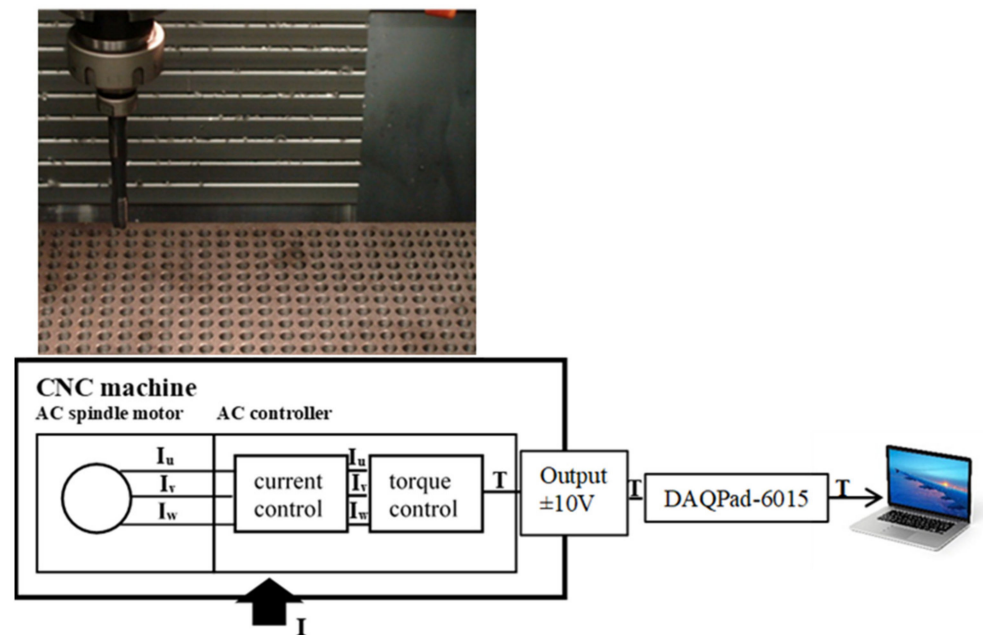 CNC machine
AC spindle motor
AC controller
Iu
Iv
Iw
current
control
Iu
Iv
Iw
torque
control
T
Output
±10V
T
DAQPad-6015
T
I